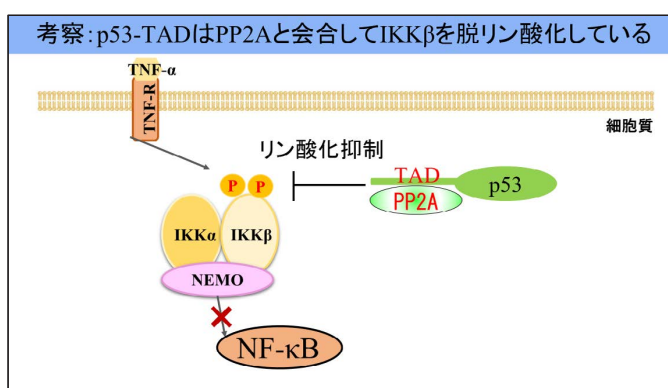 考察：p53-TADはPP2Aと会合してIKKβを脱リン酸化している
TNF-α
TNF-R
細胞質
リン酸化抑制
P P
TAD
p53
PP2A
IKKα IKKβ
NEMO
NF-κB